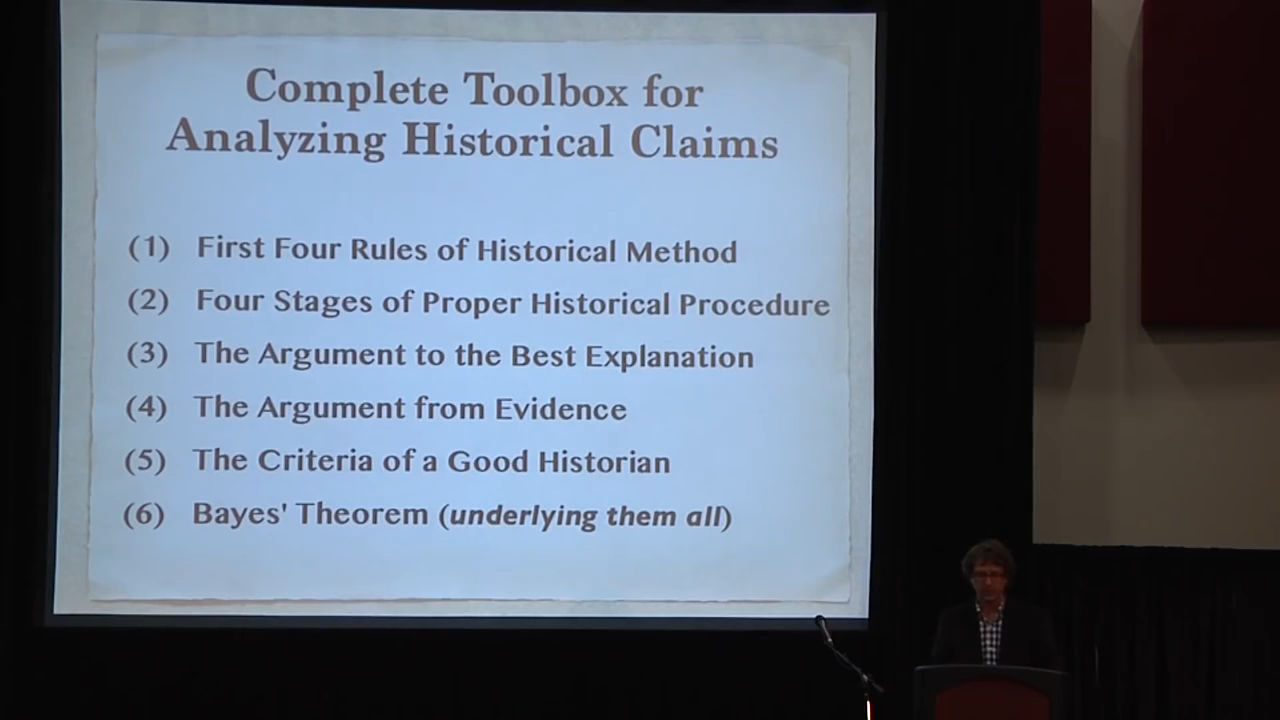 Complete Toolbox for
Analyzing Historical Claims
(1) First Four Rules of Historical Method
(2) Four Stages of Proper Historical Procedure
(3) The Argument to the Best Explanation
(4) The Argument from Evidence
(5) The Criteria of a Good Historian
(6) Bayes' Theorem (underlying them all)